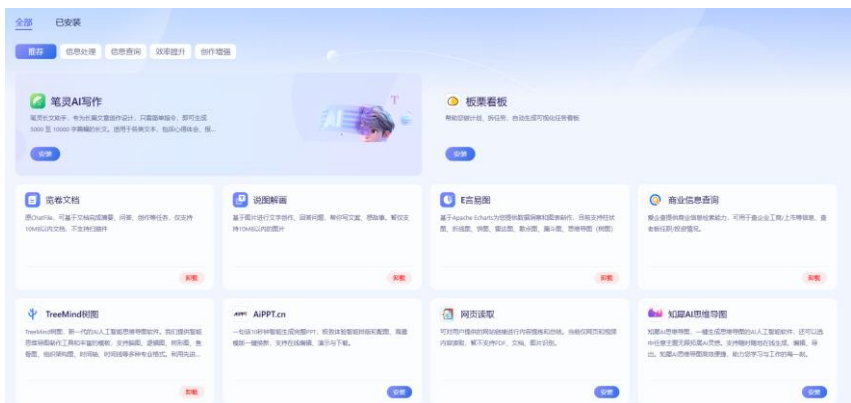 全部 已安装
推荐 信息处理 信息查询 效率提升 创作增强
笔灵AI写作
笔灵长文助手，专为长篇文章创作设计，只需简单指令，即可生成
5000 至 10000 字篇幅的长文。适用于各类文本，包括心得体会、报...
安装
板栗看板
帮助您做计划、拆任务、自动生成可视化任务看板
安装
览卷文档
原ChatFile，可基于文档完成摘要、问答、创作等任务，仅支持
10MB以内文档，不支持扫描件
卸载
说图解画
基于图片进行文字创作、回答问题，帮你写文案、想故事。暂仅支
持10MB以内的图片
卸载
E言易图
基于Apache Echarts为您提供数据洞察和图表制作，目前支持柱状
图、折线图、饼图、雷达图、散点图、漏斗图、思维导图（树图）
卸载
商业信息查询
爱企查提供商业信息检索能力，可用于查企业工商/上市等信息、查
老板任职/投资情况。
卸载
TreeMind树图
TreeMind树图，新一代的AI人工智能思维导图软件。我们提供智能
思维导图制作工具和丰富的模板，支持脑图、逻辑图、树形图、鱼
骨图、组织架构图、时间轴、时间线等多种专业格式。利用先进...
卸载
AiPPT AiPPT.cn
一句话10秒钟智能生成完整PPT，极致体验智能排版和配图，海量
模板一键换新，支持在线编辑、演示与下载。
安装
网页读取
可对用户提供的网站链接进行内容提炼和总结。当前仅网页和视频
内容读取，暂不支持PDF、文档、图片识别。
安装
知犀AI思维导图
知犀AI思维导图，一键生成思维导图的AI人工智能软件，还可以选
中任意主题无限拓展AI灵感。支持随时随地在线生成、编辑、导
出。知犀AI思维导图高效便捷，助力您学习与工作的每一刻。
安装